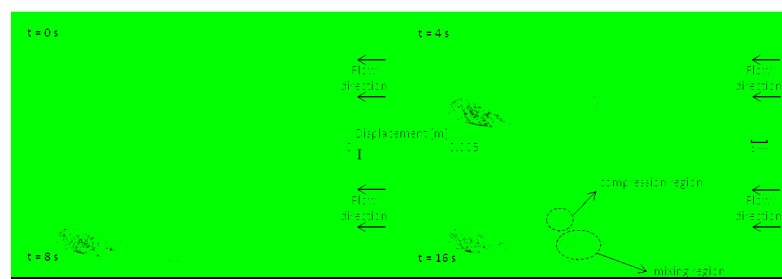 t = 0 s
t = 4 s
Flow
direction
Flow
direction
Displacement [m]
0.005
compression region
Flow
direction
Flow
direction
t = 8 s
t = 16 s
mixing region